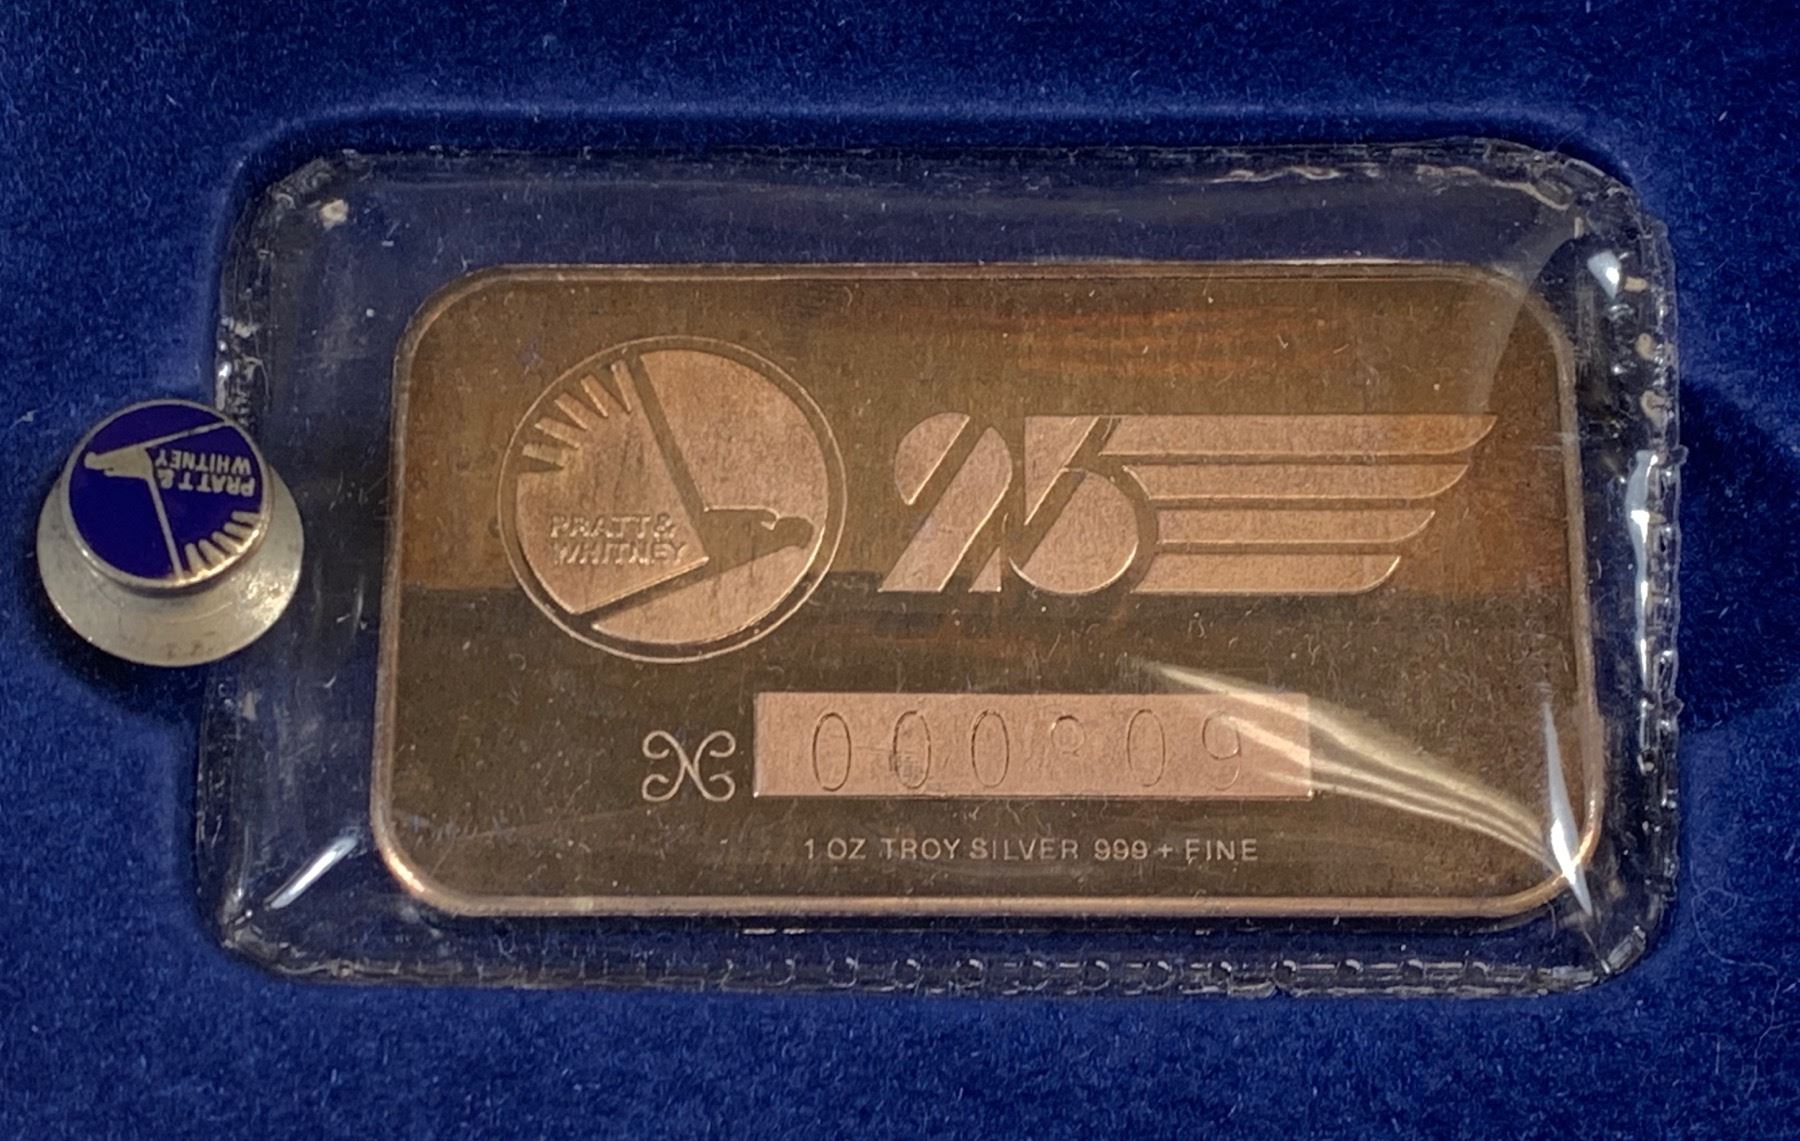 PRATT &
WHITNEY
PRATT &
WHITNEY
25
1 OZ TROY SILVER 999+ FINE